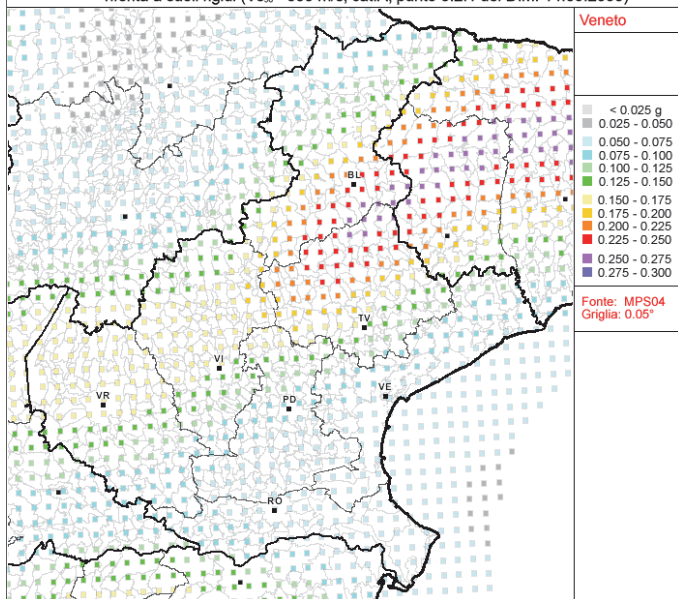 Veneto
< 0.025 g
0.025 - 0.050
0.050 - 0.075
0.075 - 0.100
0.100 - 0.125
0.125 - 0.150
0.150 - 0.175
0.175 - 0.200
0.200 - 0.225
0.225 - 0.250
0.250 - 0.275
0.275 - 0.300
Fonte: MPS04
Griglia: 0.05°
BL
TV
VI
VR
PD
VE
RO